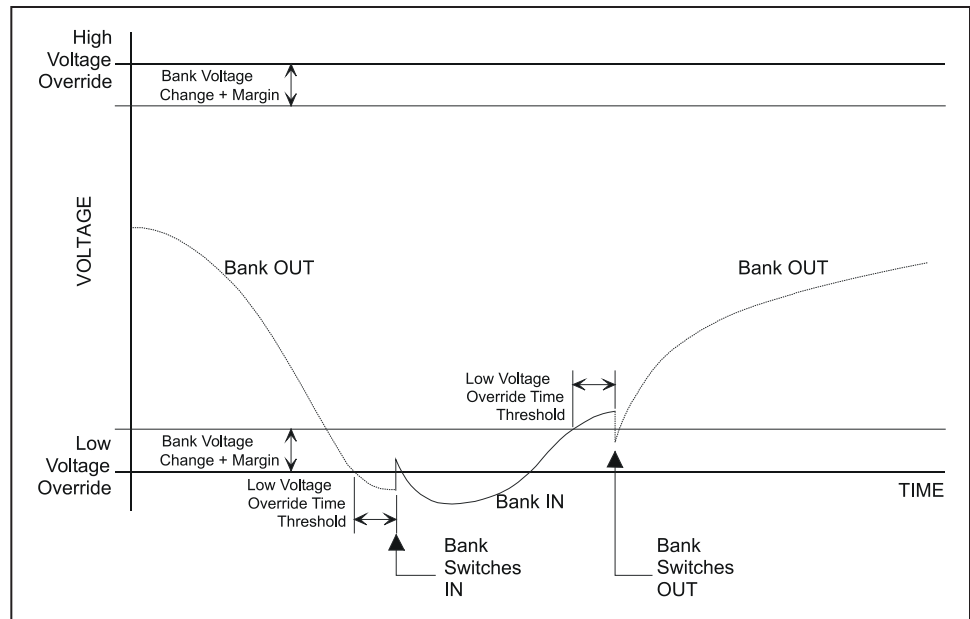 High
Voltage
Override
Bank Voltage
Change + Margin
VOLTAGE
Bank OUT
Bank OUT
Low Voltage
Override Time
Threshold
Low
Voltage
Override
Bank Voltage
Change + Margin
Low Voltage
Override Time
Threshold
Bank IN
TIME
Bank
Switches
IN
Bank
Switches
OUT